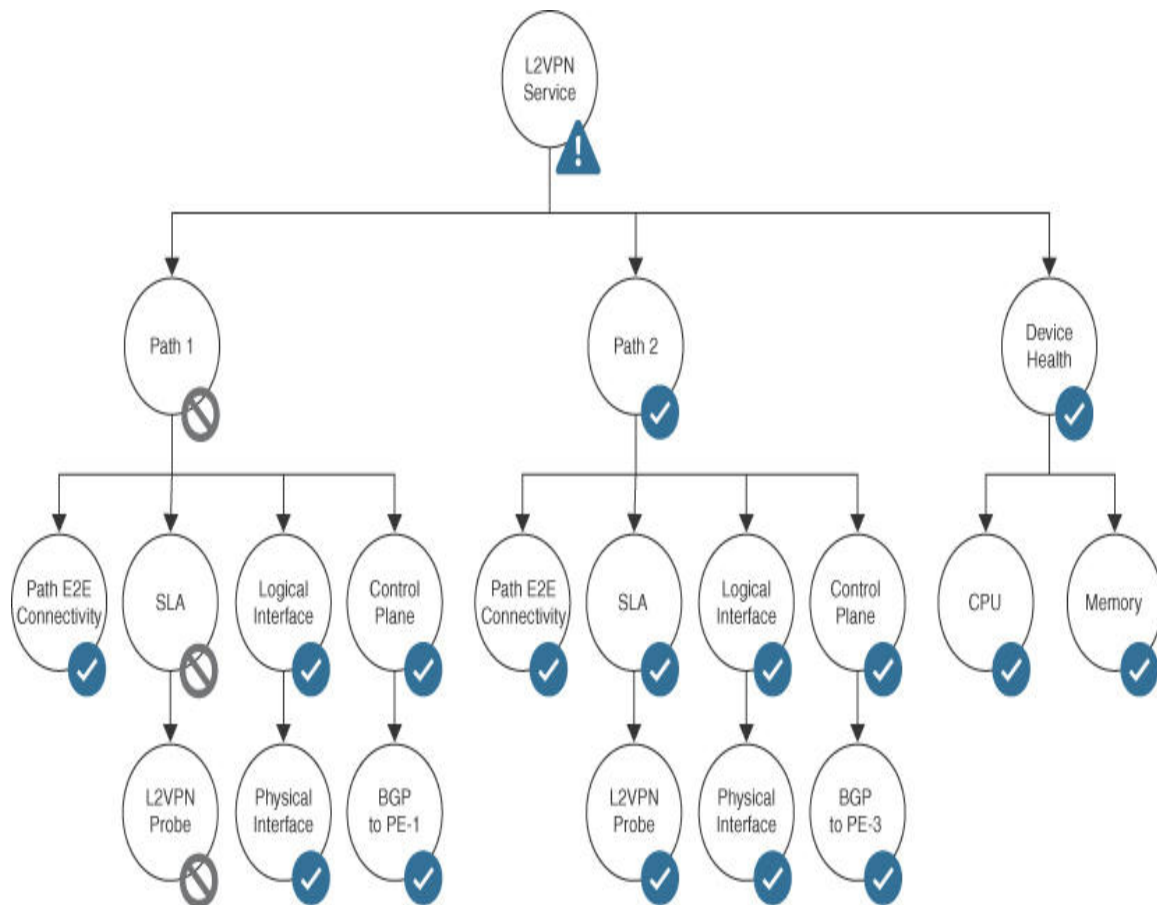 L2VPN
Service
Path 1
Path 2
Device
Health
Path E2E
Connectivity
SLA
Logical
Interface
Control
Plane
Path E2E
Connectivity
SLA
Logical
Interface
Control
Plane
CPU
Memory
L2VPN
Probe
Physical
Interface
BGP
to PE-1
L2VPN
Probe
Physical
Interface
BGP
to PE-3